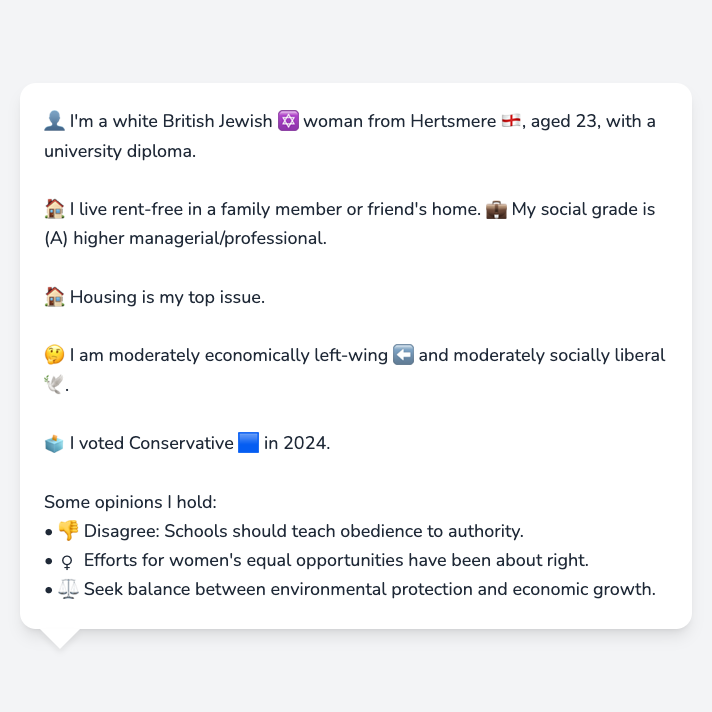 👤 I'm a white British Jewish ✡️ woman from Hertsmere 🏴󠁧󠁢󠁥󠁮󠁧󠁿, aged 23, with a
university diploma.
🏠 I live rent-free in a family member or friend's home. 💼 My social grade is
(A) higher managerial/professional.
🏠 Housing is my top issue.
🤔 I am moderately economically left-wing ⬅️ and moderately socially liberal
🕊️.
🗳️ I voted Conservative 🟦 in 2024.
Some opinions I hold:
• 👎 Disagree: Schools should teach obedience to authority.
• ♀ Efforts for women's equal opportunities have been about right.
• ⚖️ Seek balance between environmental protection and economic growth.